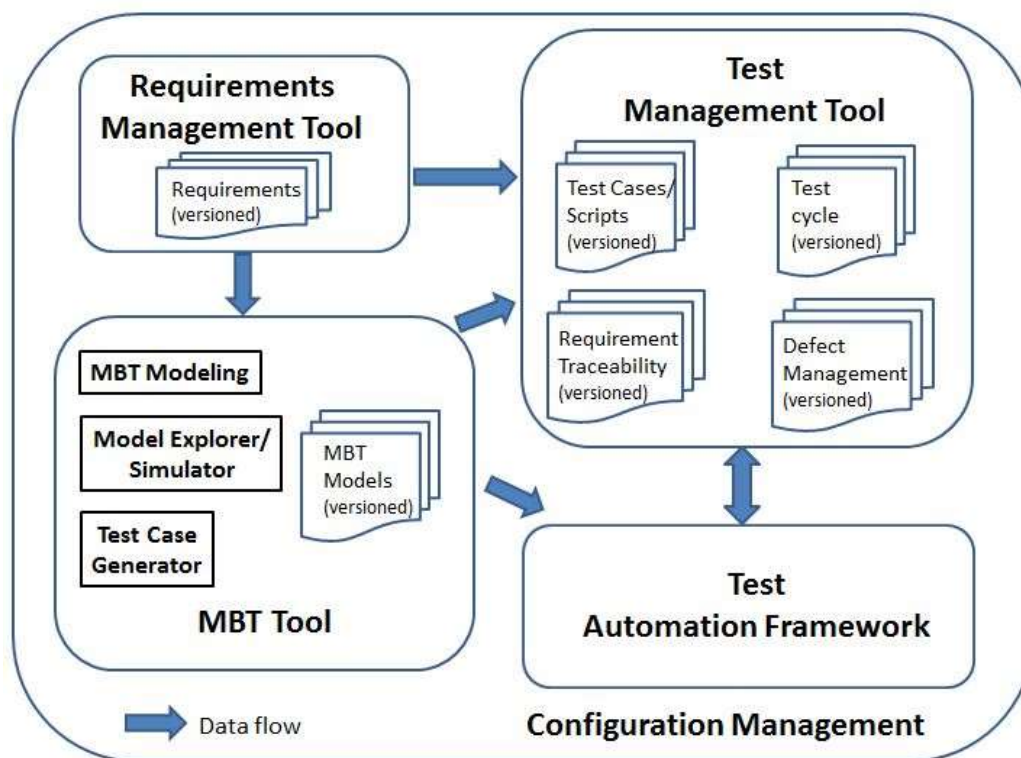 Requirements
Management Tool
Requirements
(versioned)
Test
Management Tool
Test Cases/
Scripts
(versioned)
Test
cycle
(versioned)
Requirement
Traceability
(versioned)
Defect
Management
(versioned)
MBT Modeling
Model Explorer/
Simulator
Test Case
Generator
MBT
Models
(versioned)
MBT Tool
Test
Automation Framework
Data flow
Configuration Management